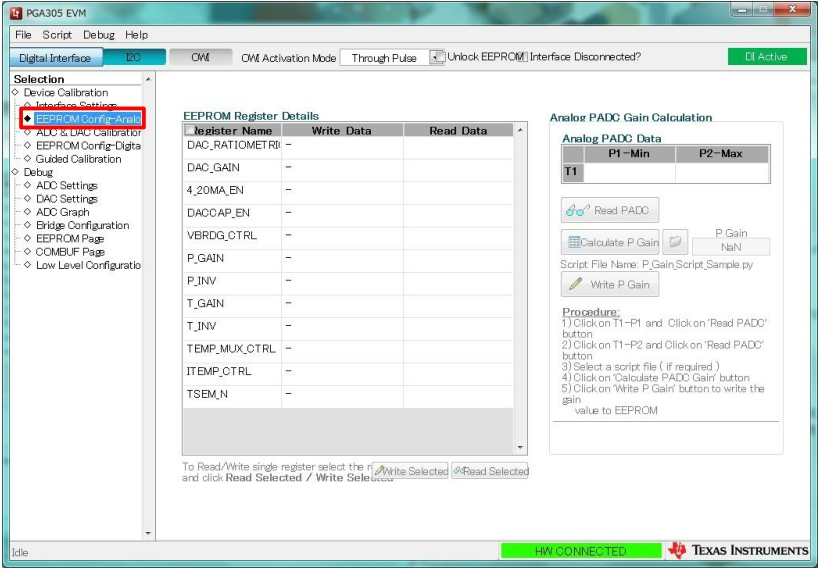 PGA305 EVM
File Script Debug Help
Digital Interface I2C OWI OWI Activation Mode Through Pulse Unlock EEPROM Interface Disconnected? DI Active
Selection
Device Calibration
Interface Settings
EEPROM Config-Analo
ADC & DAC Calibration
EEPROM Config-Digita
Guided Calibration
Debug
ADC Settings
DAC Settings
ADC Graph
Bridge Configuration
EEPROM Page
COMBUF Page
Low Level Configuratio
EEPROM Register Details
Register Name Write Data Read Data
DAC_RATIOMETRI( –
DAC_GAIN –
4_20MA_EN –
DACCAP_EN –
VBRDG_CTRL –
P_GAIN –
P_INV –
T_GAIN –
T_INV –
TEMP_MUX_CTRL –
ITEMP_CTRL –
TSEM_N –
To Read/Write single register select the r
and click Read Selected / Write Selected
Write Selected Read Selected
Analog PADC Gain Calculation
Analog PADC Data
P1-Min P2-Max
T1
Read PADC
Calculate P Gain
P Gain
NaN
Script File Name: P_Gain_Script_Sample.py
Write P Gain
Procedure:
1) Click on T1-P1 and Click on 'Read PADC'
button
2) Click on T1-P2 and Click on 'Read PADC'
button
3) Select a script file ( if required )
4) Click on 'Calculate PADC Gain' button
5) Click on 'Write P Gain' button to write the
gain
value to EEPROM
Idle HW CONNECTED TEXAS INSTRUMENTS